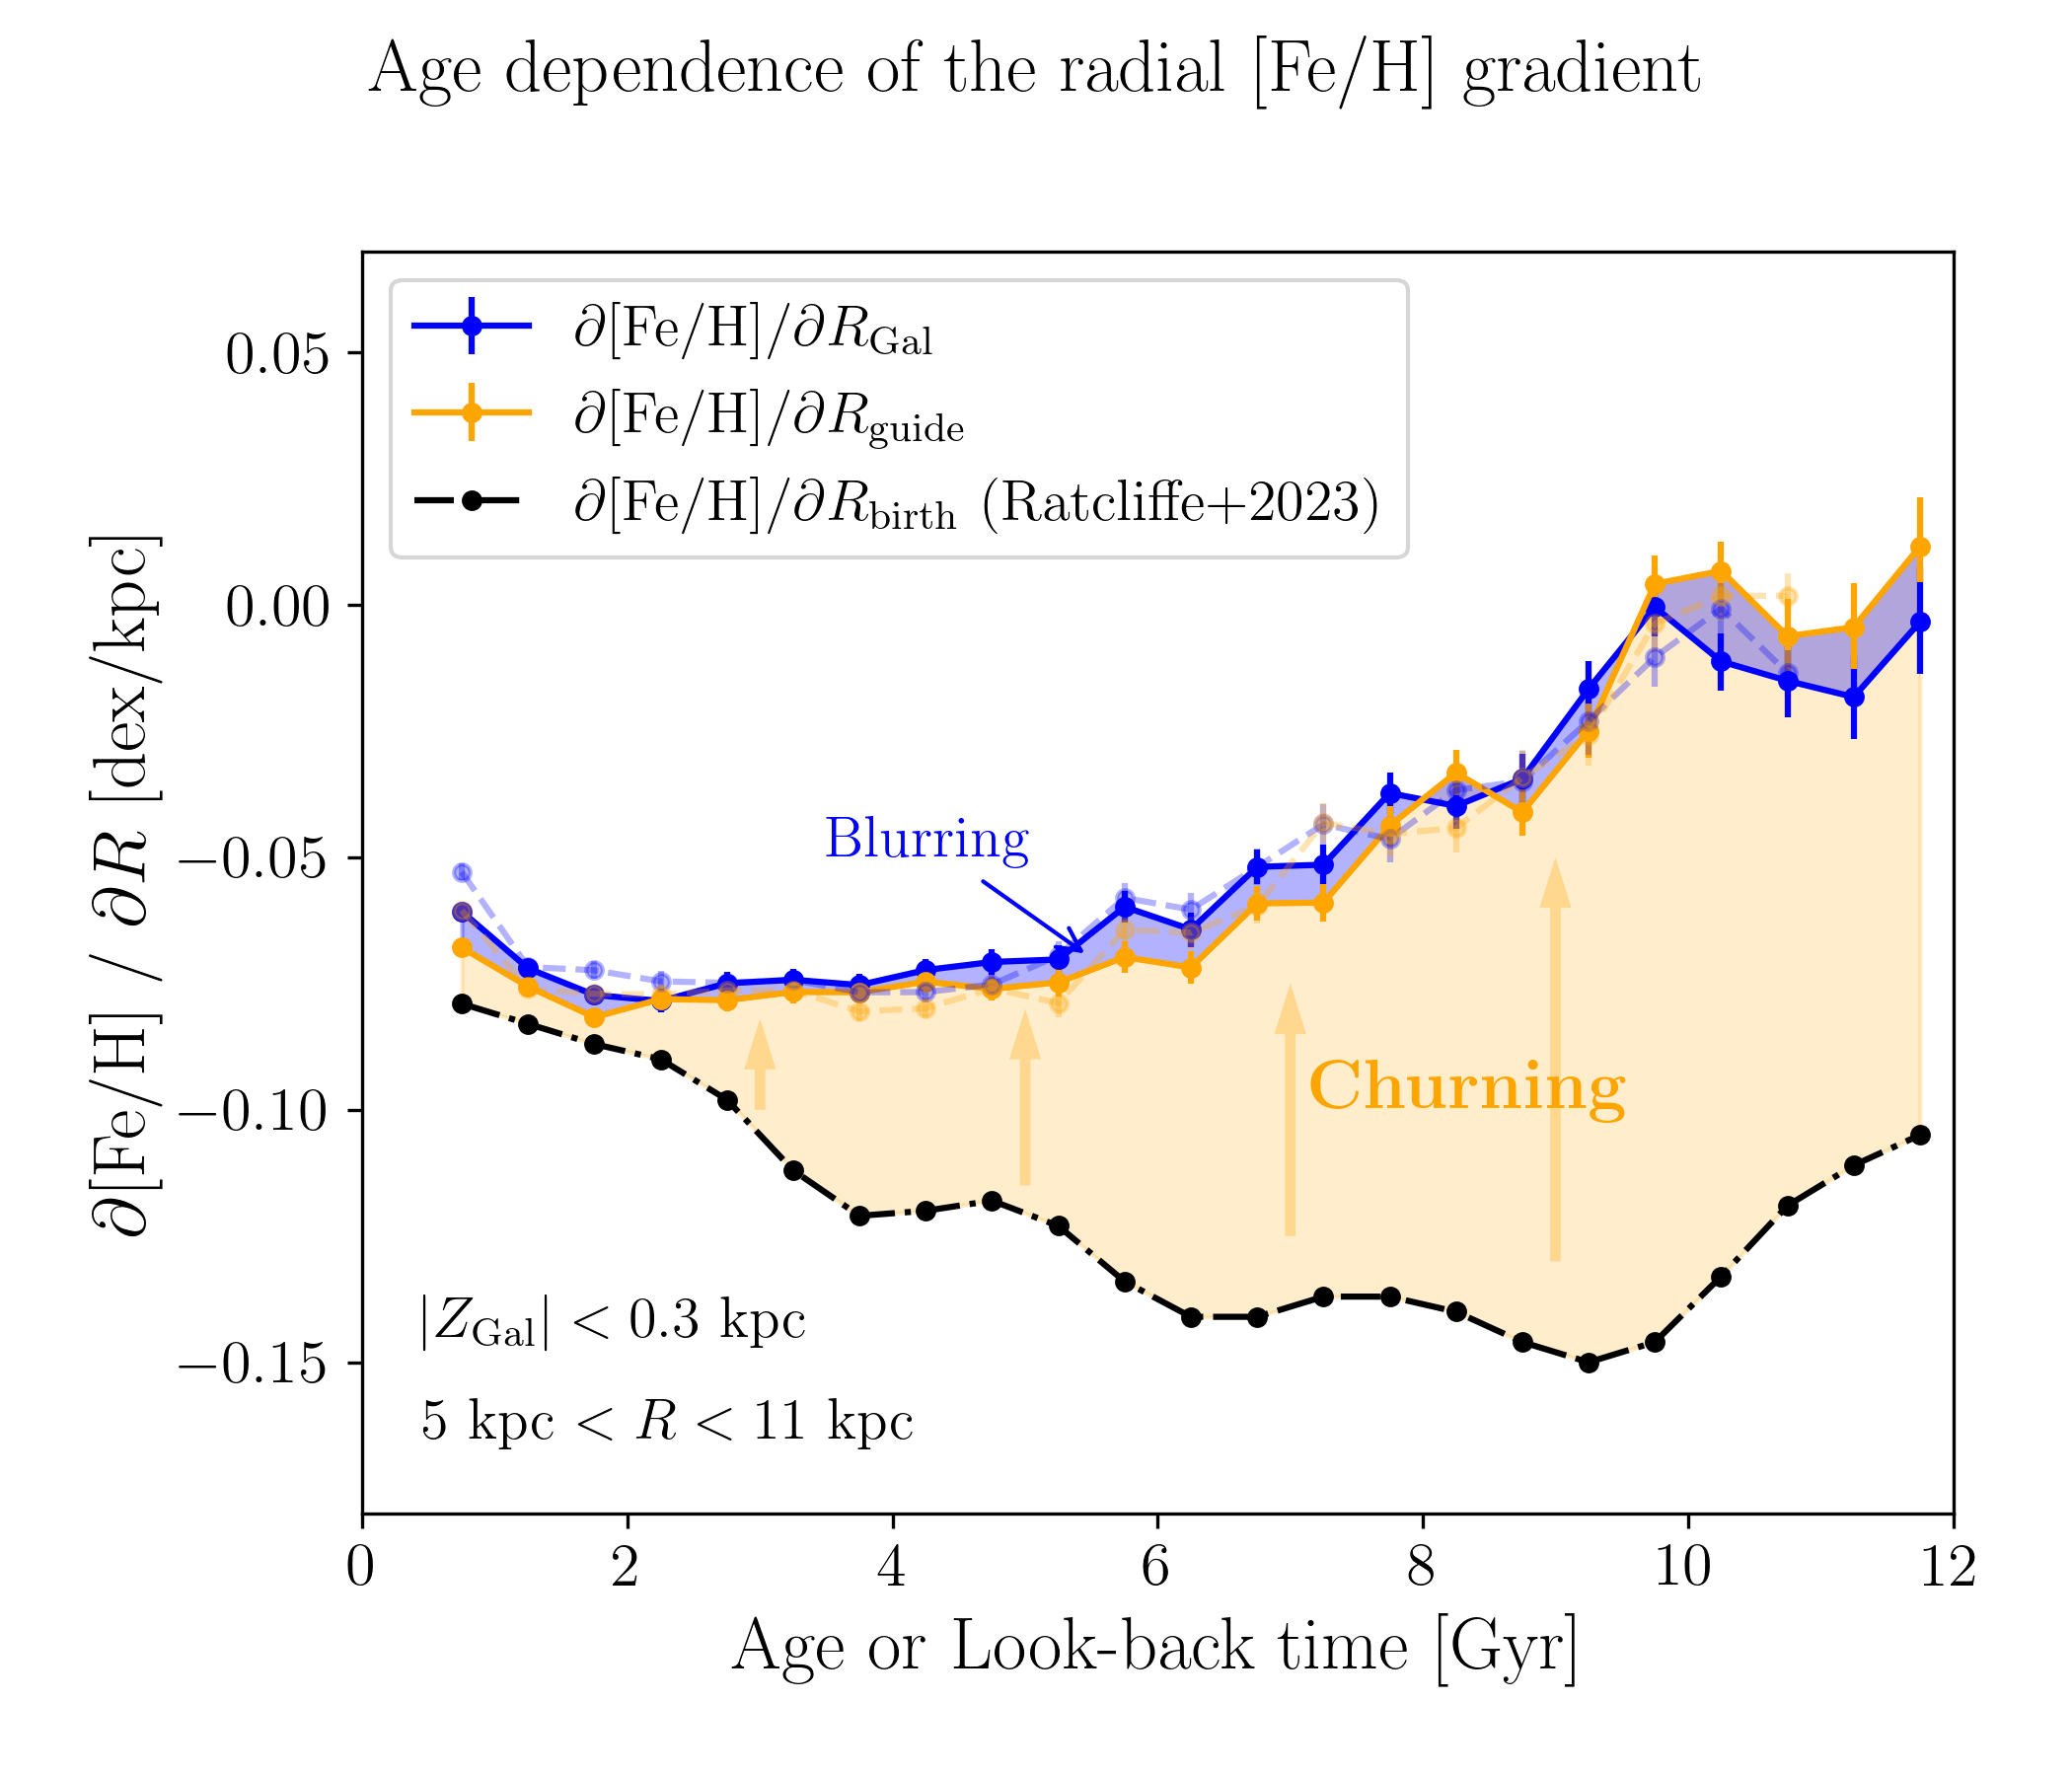 Age dependence of the radial [Fe/H] gradient
∂[Fe/H]/∂R_Gal
∂[Fe/H]/∂R_guide
∂[Fe/H]/∂R_birth (Ratcliffe+2023)
∂[Fe/H] / ∂R [dex/kpc]
0.05
0.00
−0.05
−0.10
−0.15
Blurring
Churning
|Z_Gal| < 0.3 kpc
5 kpc < R < 11 kpc
0 2 4 6 8 10 12
Age or Look-back time [Gyr]